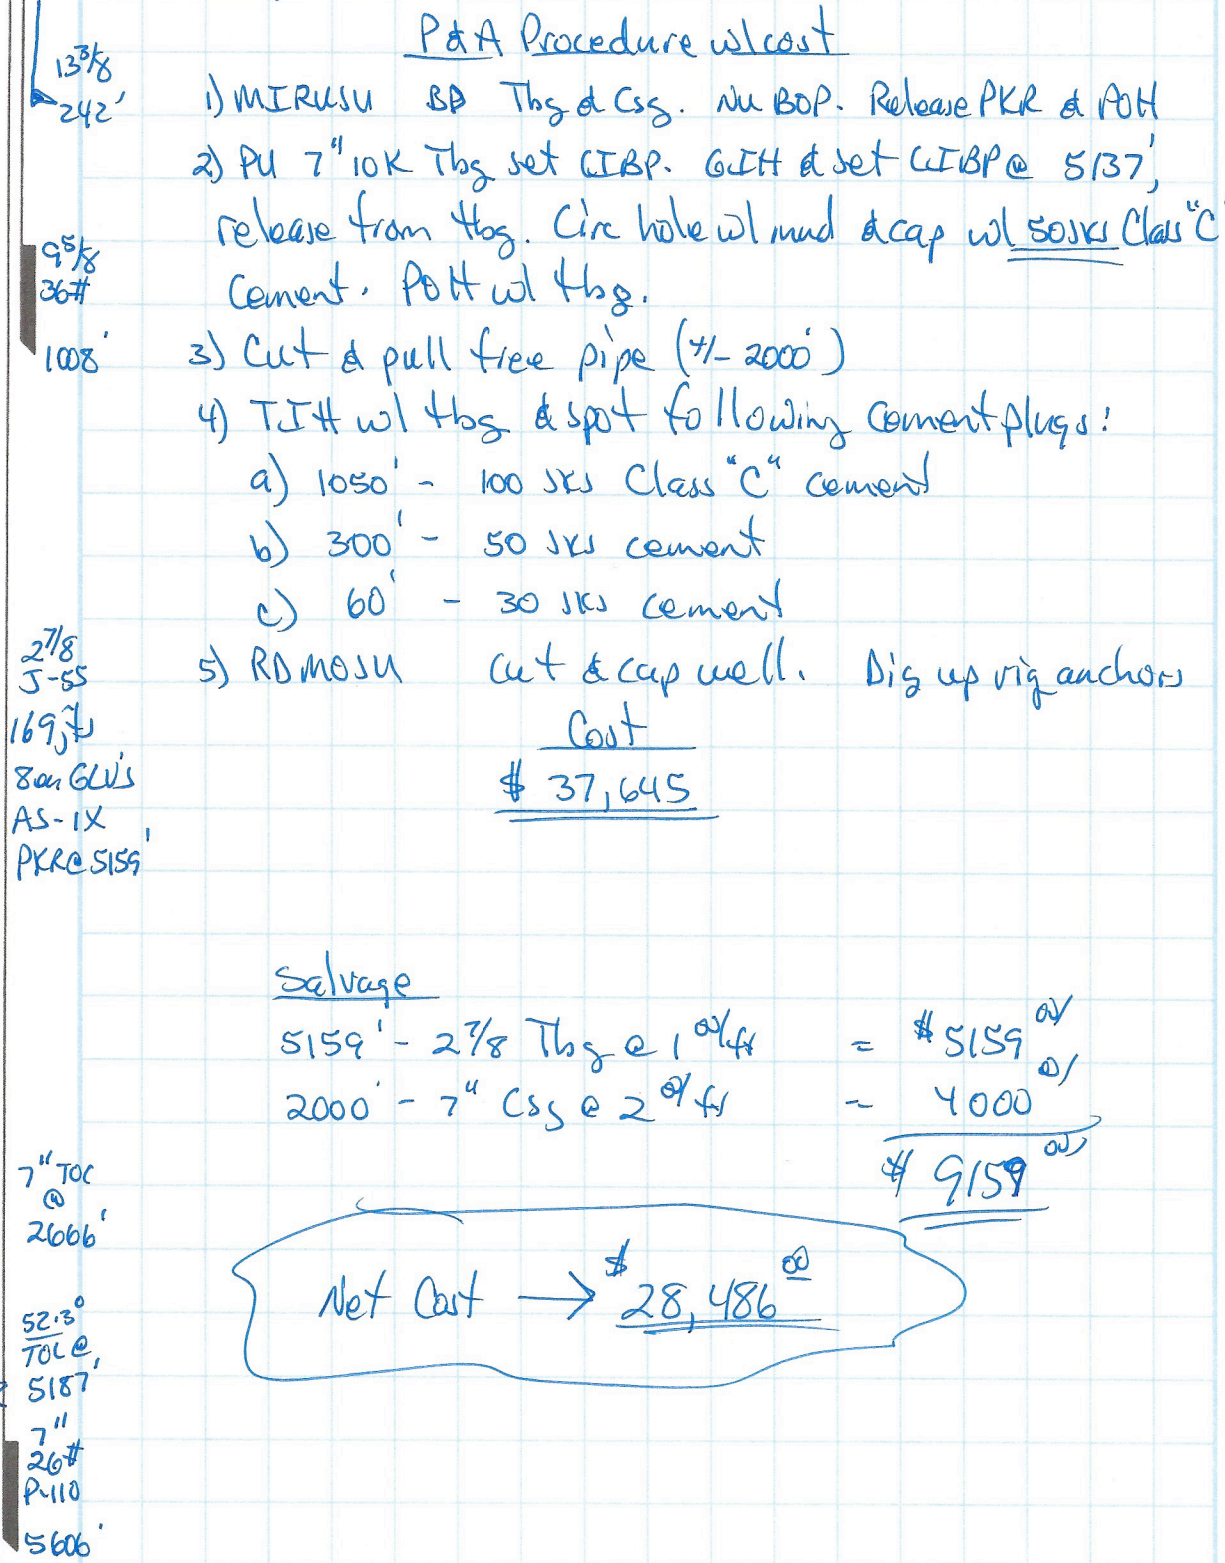 P&A Procedure w/cost
13 3/8
242'
1) MIRUSU BD Tbg & Csg. NU BOP. Release PKR & POH
2) PU 7" 10K Tbg set CIBP. GIH & set CIBP @ 5137',
release from tbg. Circ hole w/ mud & cap w/ 50 sks Class "C"
Cement. POH w/ tbg.
9 5/8
36#
1008'
3) Cut & pull free pipe (+/- 2000')
4) TIH w/ tbg & spot following cement plugs:
a) 1050' - 100 sks Class "C" cement
b) 300' - 50 sks cement
c) 60' - 30 sks cement
5) RDMOSU Cut & cap well. Dig up rig anchors
2 7/8
J-55
169 jts
8 GLV's
AS-1X
PKR @ 5159'
Cost
$ 37,645
Salvage
5159' - 2 7/8 Tbg @ 1 00/ft = $ 5159 00/
2000' - 7" Csg @ 2 00/ft = 4000 00/
$ 9159 00/
7" TOC
@
2666'
Net Cost → $ 28,486 00
52.3°
TOL @
5187'
7"
26#
P-110
5606'